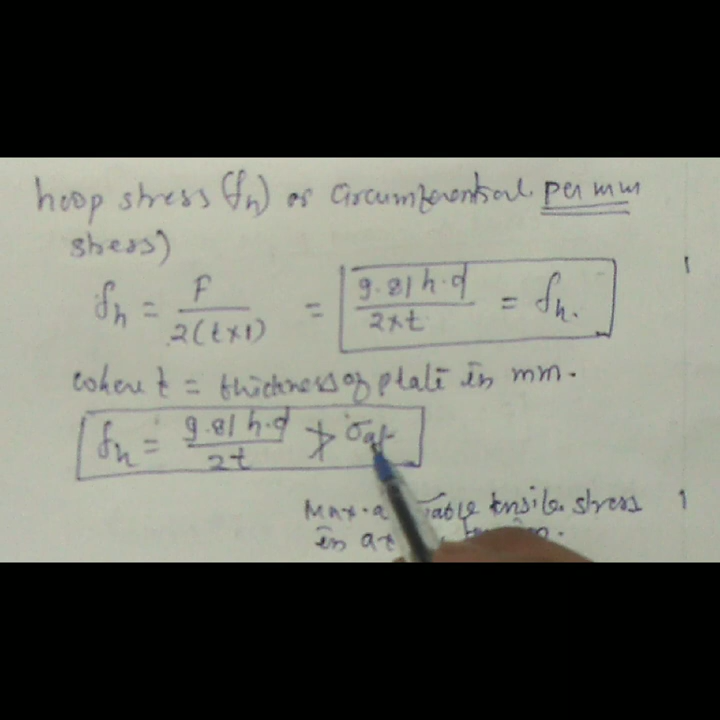 hoop stress (fh) or circumferential per mm
stress)
fh = F / 2(t×1) = 9.81 h.d / 2×t = fh.
where t = thickness of plate in mm.
fh = 9.81 h.d / 2t ≯ σat
Max. tensile stress
in